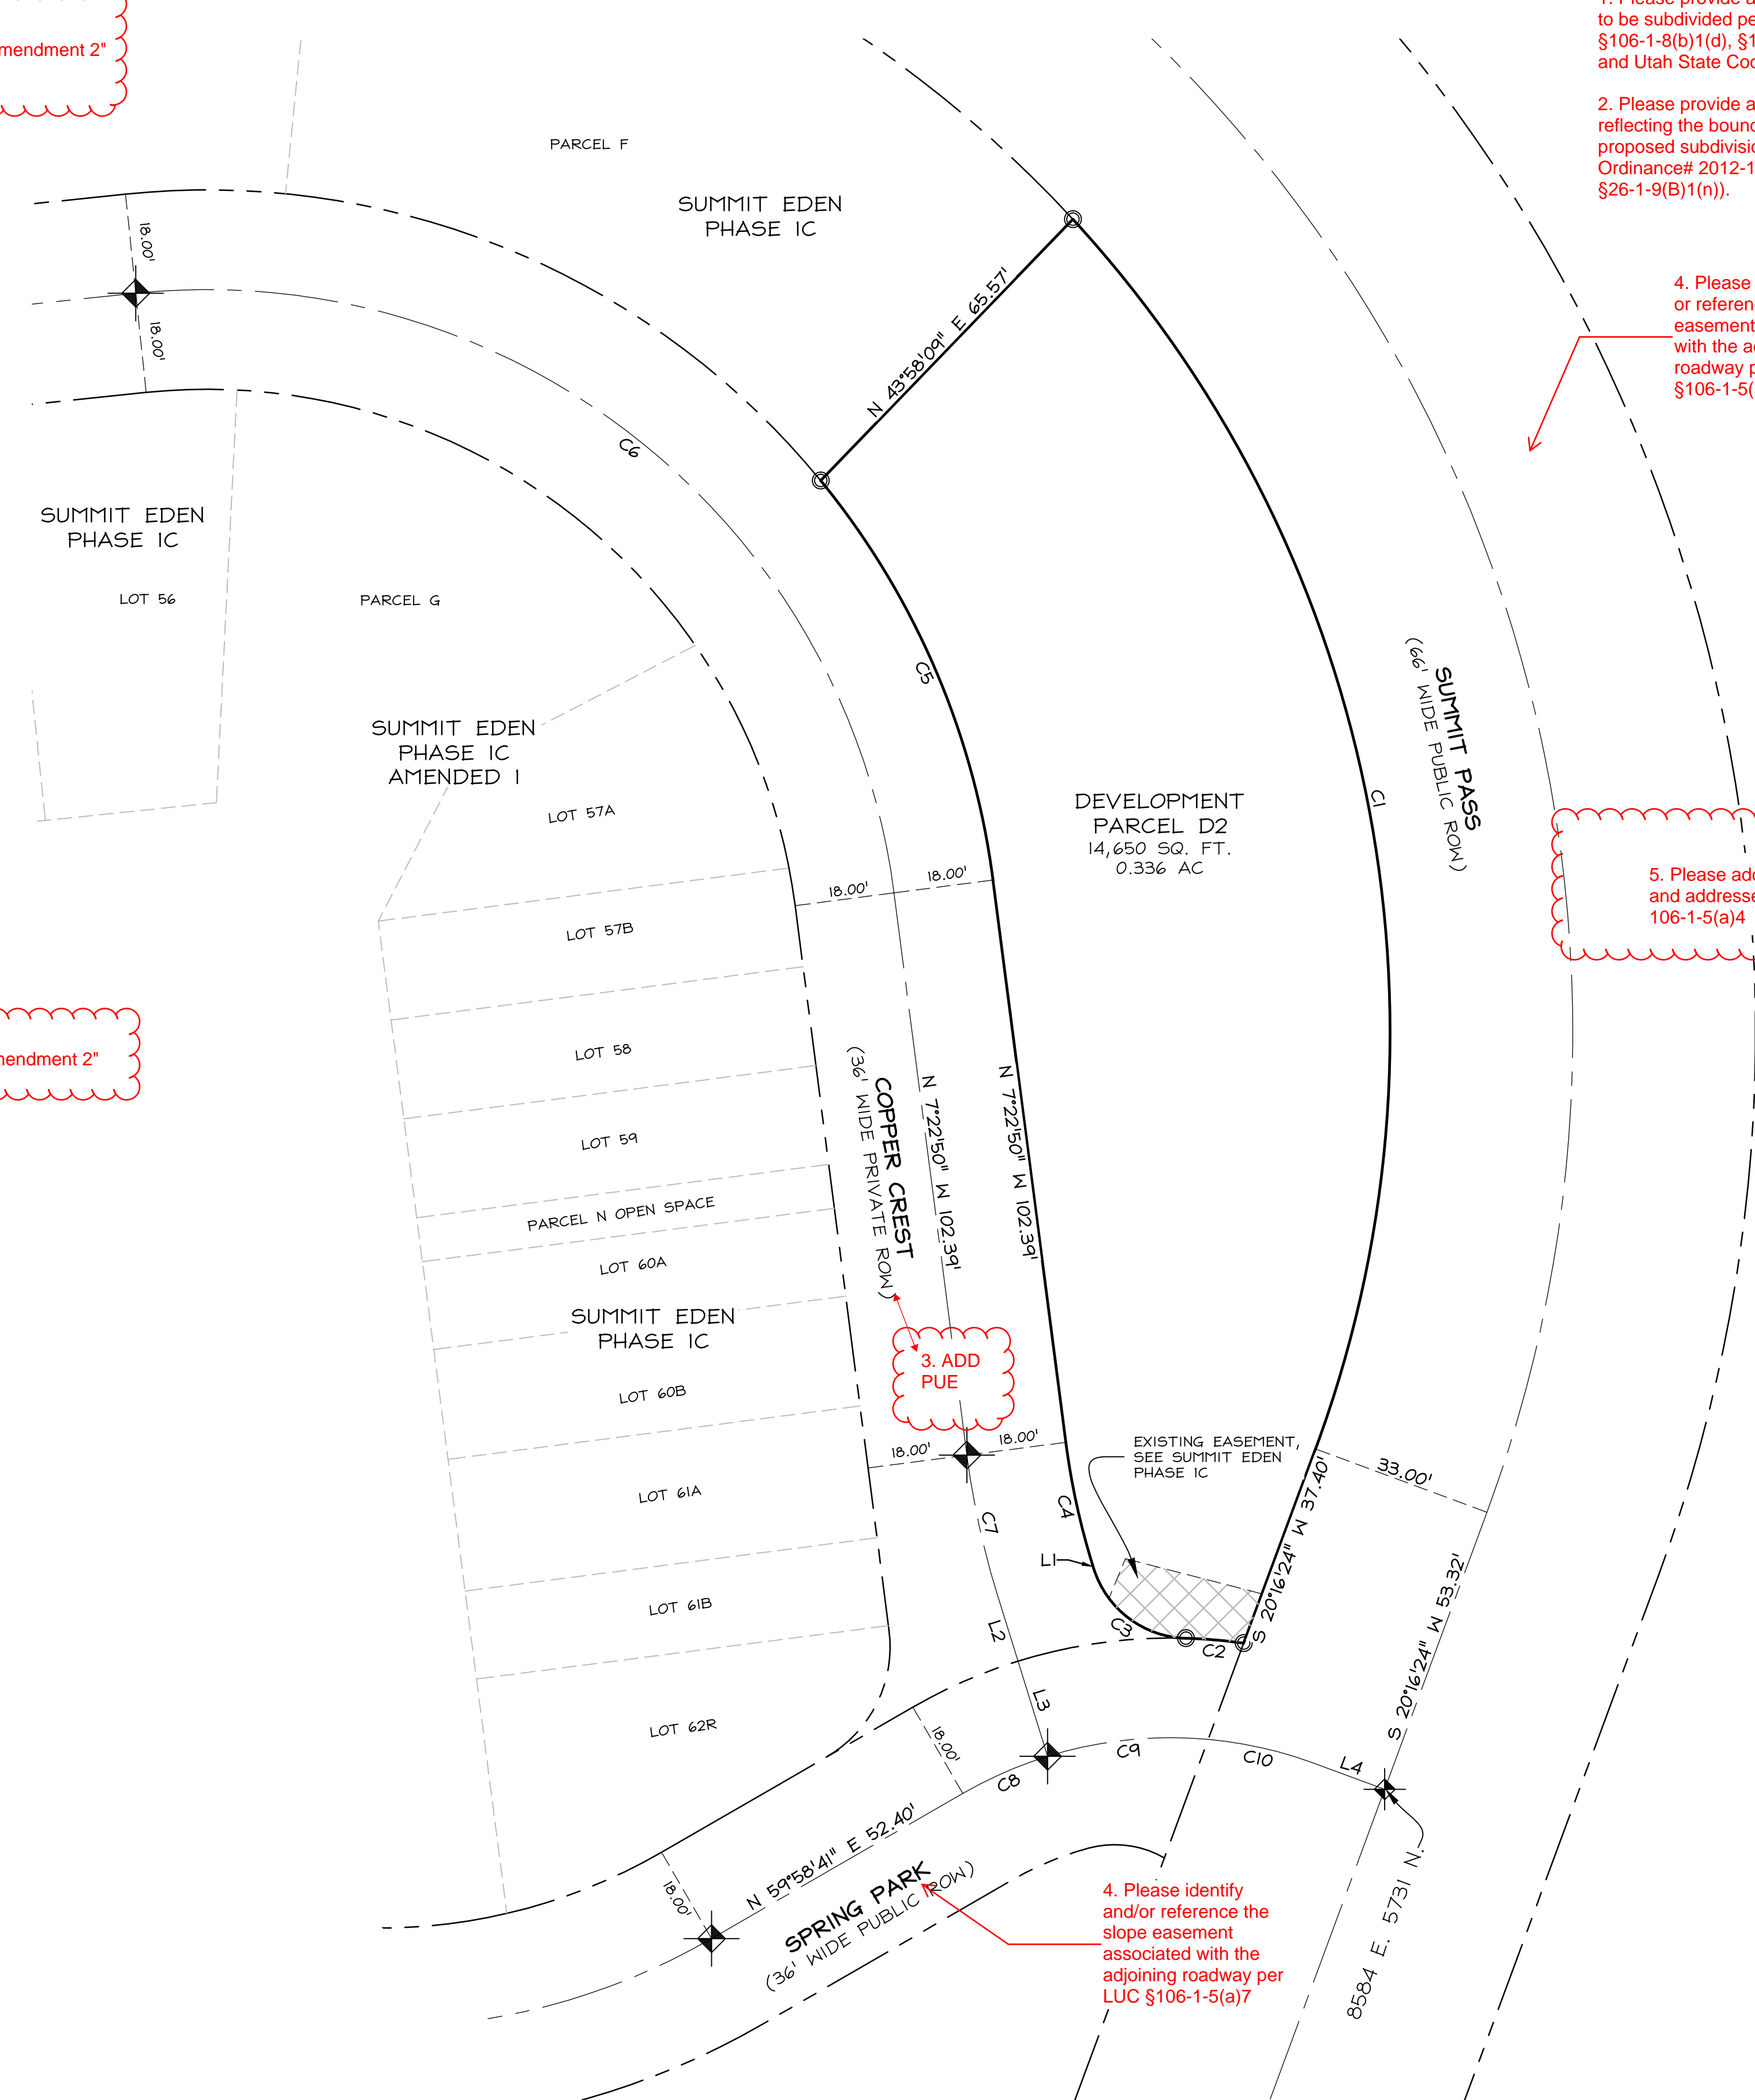 mendment 2"
to be subdivided pe
§106-1-8(b)1(d), §1
and Utah State Co
2. Please provide a
reflecting the bound
proposed subdivisi
Ordinance# 2012-1
§26-1-9(B)1(n)).
PARCEL F
SUMMIT EDEN
PHASE 1C
18.00'
18.00'
N 43°58'09" E 65.57'
4. Please
or referen
easement
with the a
roadway p
§106-1-5(
C6
SUMMIT EDEN
PHASE 1C
LOT 56
PARCEL G
C5
SUMMIT PASS
(66' WIDE PUBLIC ROW)
SUMMIT EDEN
PHASE 1C
AMENDED 1
LOT 57A
DEVELOPMENT
PARCEL D2
14,650 SQ. FT.
0.336 AC
C1
18.00'
18.00'
5. Please add
and addresse
106-1-5(a)4
LOT 57B
mendment 2"
LOT 58
LOT 59
COPPER CREST
(36' WIDE PRIVATE ROW)
N 7°22'50" W 102.39'
N 7°22'50" W 102.39'
PARCEL N OPEN SPACE
LOT 60A
SUMMIT EDEN
PHASE 1C
3. ADD
PUE
LOT 60B
18.00'
18.00'
EXISTING EASEMENT,
SEE SUMMIT EDEN
PHASE 1C
33.00'
LOT 61A
C4
C7
L1
S 20°16'24" W 37.40'
S 20°16'24" W 53.32'
LOT 61B
L2
C3
C2
L3
LOT 62R
18.00'
C8
C9
C10
L4
N 59°58'41" E 52.40'
18.00'
SPRING PARK
(36' WIDE PUBLIC ROW)
4. Please identify
and/or reference the
slope easement
associated with the
adjoining roadway per
LUC §106-1-5(a)7
8584 E. 5731 N.